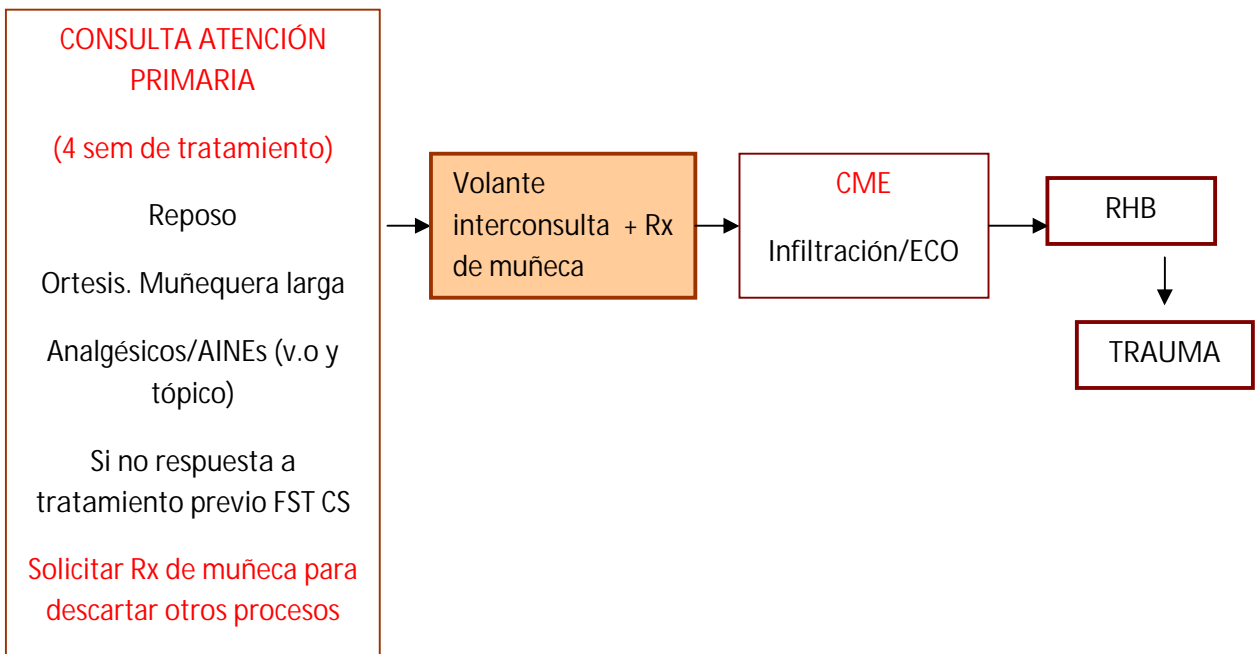 CONSULTA ATENCIÓN
PRIMARIA
(4 sem de tratamiento)
Reposo
Ortesis. Muñequera larga
Analgésicos/AINEs (v.o y
tópico)
Si no respuesta a
tratamiento previo FST CS
Solicitar Rx de muñeca para
descartar otros procesos
Volante
interconsulta + Rx
de muñeca
CME
Infiltración/ECO
RHB
TRAUMA